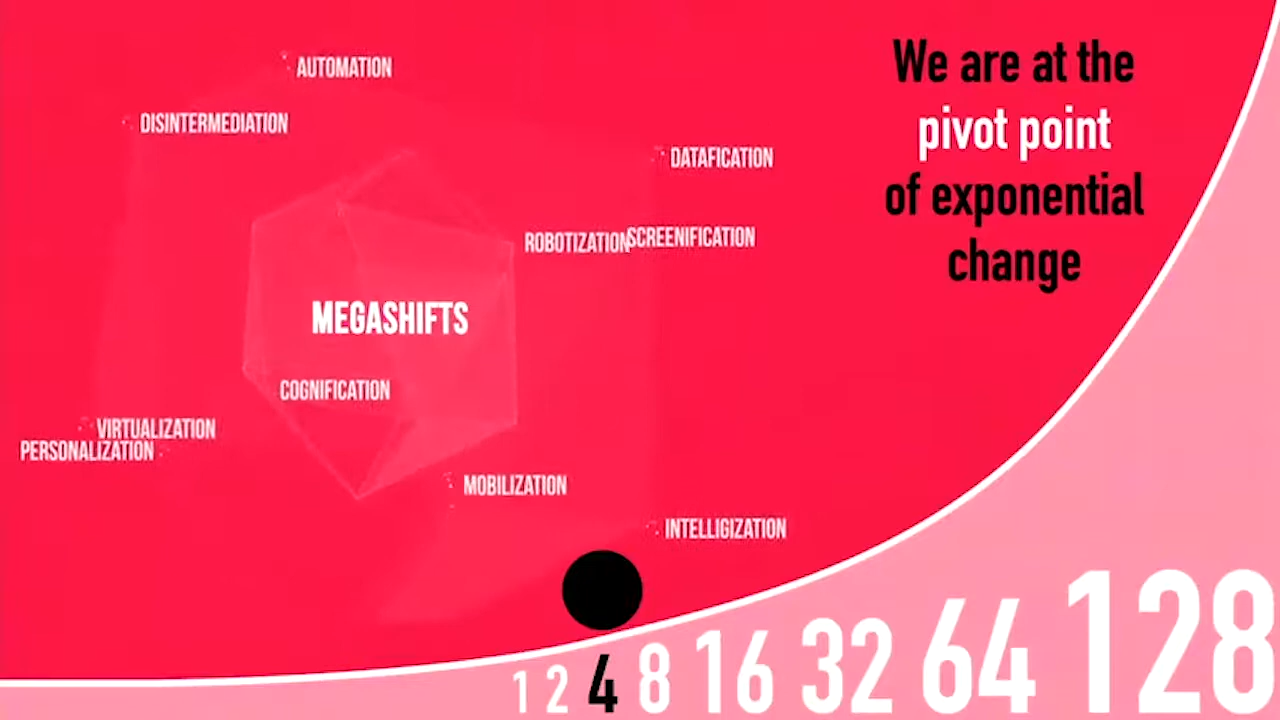 We are at the
pivot point
of exponential
change
AUTOMATION
DISINTERMEDIATION
DATAFICATION
ROBOTIZATION
SCREENIFICATION
MEGASHIFTS
COGNIFICATION
VIRTUALIZATION
PERSONALIZATION
MOBILIZATION
INTELLIGIZATION
1 2 4 8 16 32 64 128